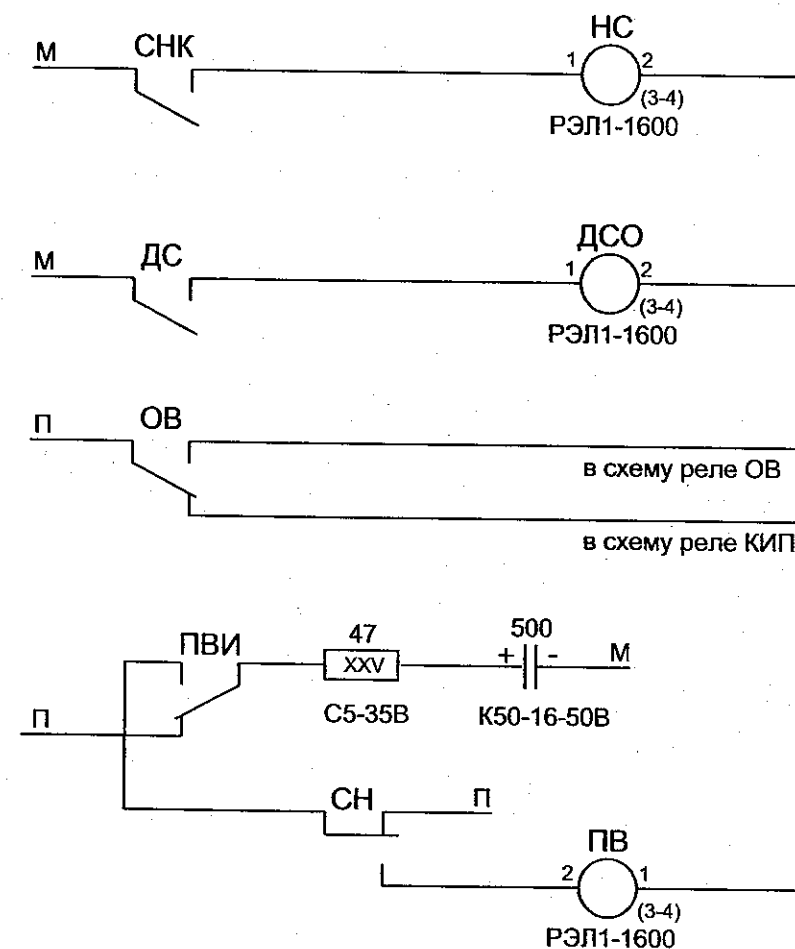 М СНК НС
1 2
(3-4)
РЭЛ1-1600
М ДС ДСО
1 2
(3-4)
РЭЛ1-1600
П ОВ
в схему реле ОВ
в схему реле КИП
ПВИ 47 500
XXV + - М
П С5-35В К50-16-50В
СН П
ПВ
2 1
(3-4)
РЭЛ1-1600